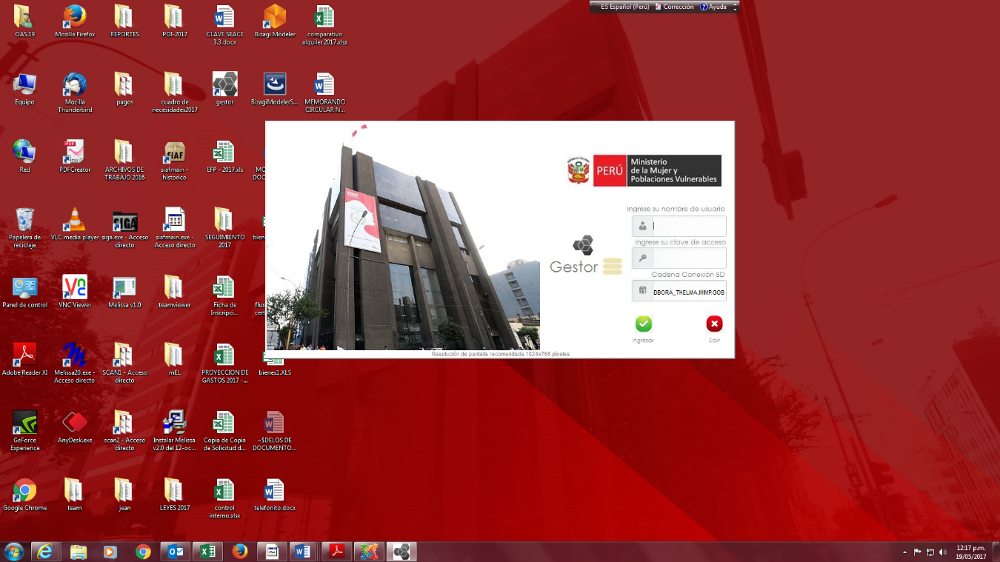 ES Español (Perú) Corrección Ayuda
OAS 19
Mozilla Firefox
REPORTES
POI-2017
CLAVE SEACE
3.3.docx
Bizagi Modeler
comparativo
alquiler 2017.xlsx
Equipo
Mozilla
Thunderbird
pagos
cuadro de
necesidades2017
gestor
BizagiModelerS...
MEMORANDO
CIRCULAR N...
Red
PDFCreator
ARCHIVOS DE
TRABAJO 2016
siafmain -
historico
EFP - 2017.xls
MO
DOC
Papelera de
reciclaje
VLC media player
siga.exe - Acceso
directo
siafmain.exe -
Acceso directo
SEGUIMIENTO
2017
bien
Panel de control
VNC Viewer
Melissa v1.0
teamviewer
Ficha de
Inscripci...
flux
cert
Adobe Reader XI
Melissa20.exe -
Acceso directo
SCAN1 - Acceso
directo
mEL
PROYECCION DE
GASTOS 2017 -...
bienes1.XLS
GeForce
Experience
AnyDesk.exe
scan2 - Acceso
directo
Instalar Melissa
v2.0 del 12-oc...
Copia de Copia
de Solicitud d...
~$DELOS DE
DOCUMENTO...
Google Chrome
team
jean
LEYES 2017
control
interno.xlsx
telefonito.docx
PERÚ
Ministerio
de la Mujer y
Poblaciones Vulnerables
Ingrese su nombre de usuario
Ingrese su clave de acceso
Cadena Conexión BD
DBORA_THELMA.MIMP.GOB
Gestor
Ingresar
Salir
Resolución de pantalla recomendada 1024x768 píxeles
12:17 p.m.
19/05/2017